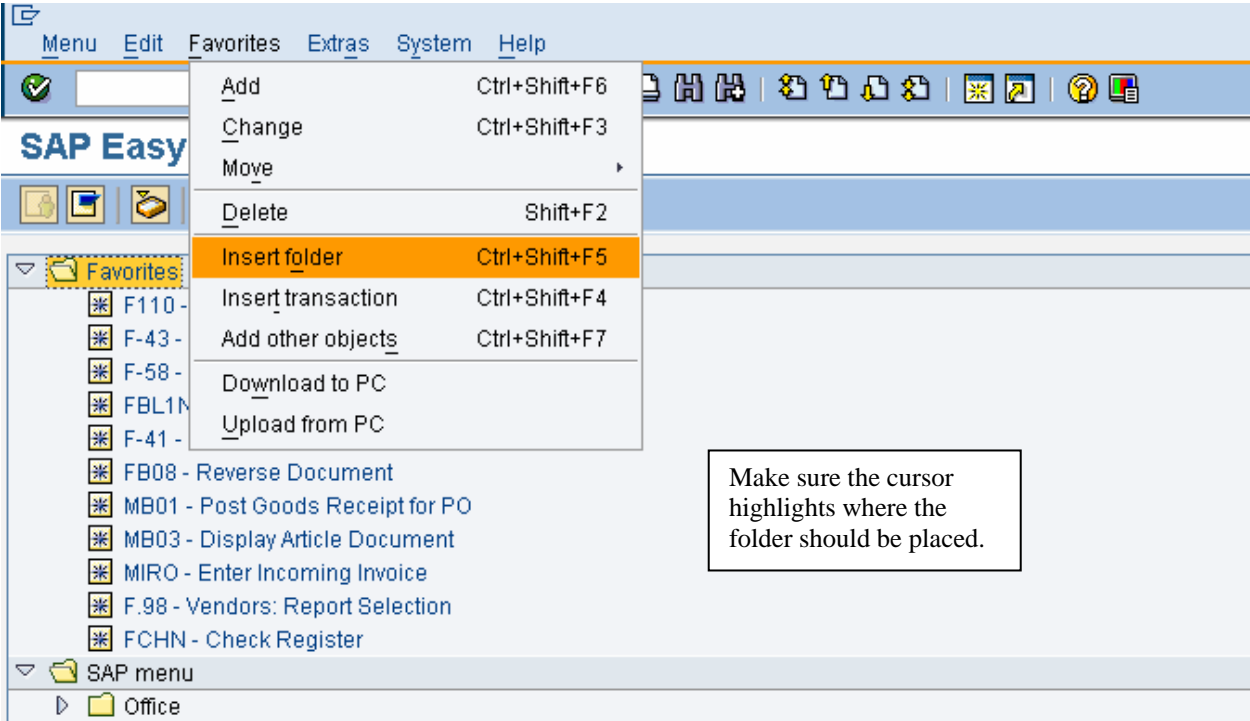 Menu Edit Favorites Extras System Help
Add Ctrl+Shift+F6
Change Ctrl+Shift+F3
SAP Easy
Move
Delete Shift+F2
Insert folder Ctrl+Shift+F5
Favorites
Insert transaction Ctrl+Shift+F4
F110 -
Add other objects Ctrl+Shift+F7
F-43 -
F-58 -
Download to PC
FBL1N
Upload from PC
F-41 -
FB08 - Reverse Document
MB01 - Post Goods Receipt for PO
MB03 - Display Article Document
MIRO - Enter Incoming Invoice
F.98 - Vendors: Report Selection
FCHN - Check Register
Make sure the cursor
highlights where the
folder should be placed.
SAP menu
Office